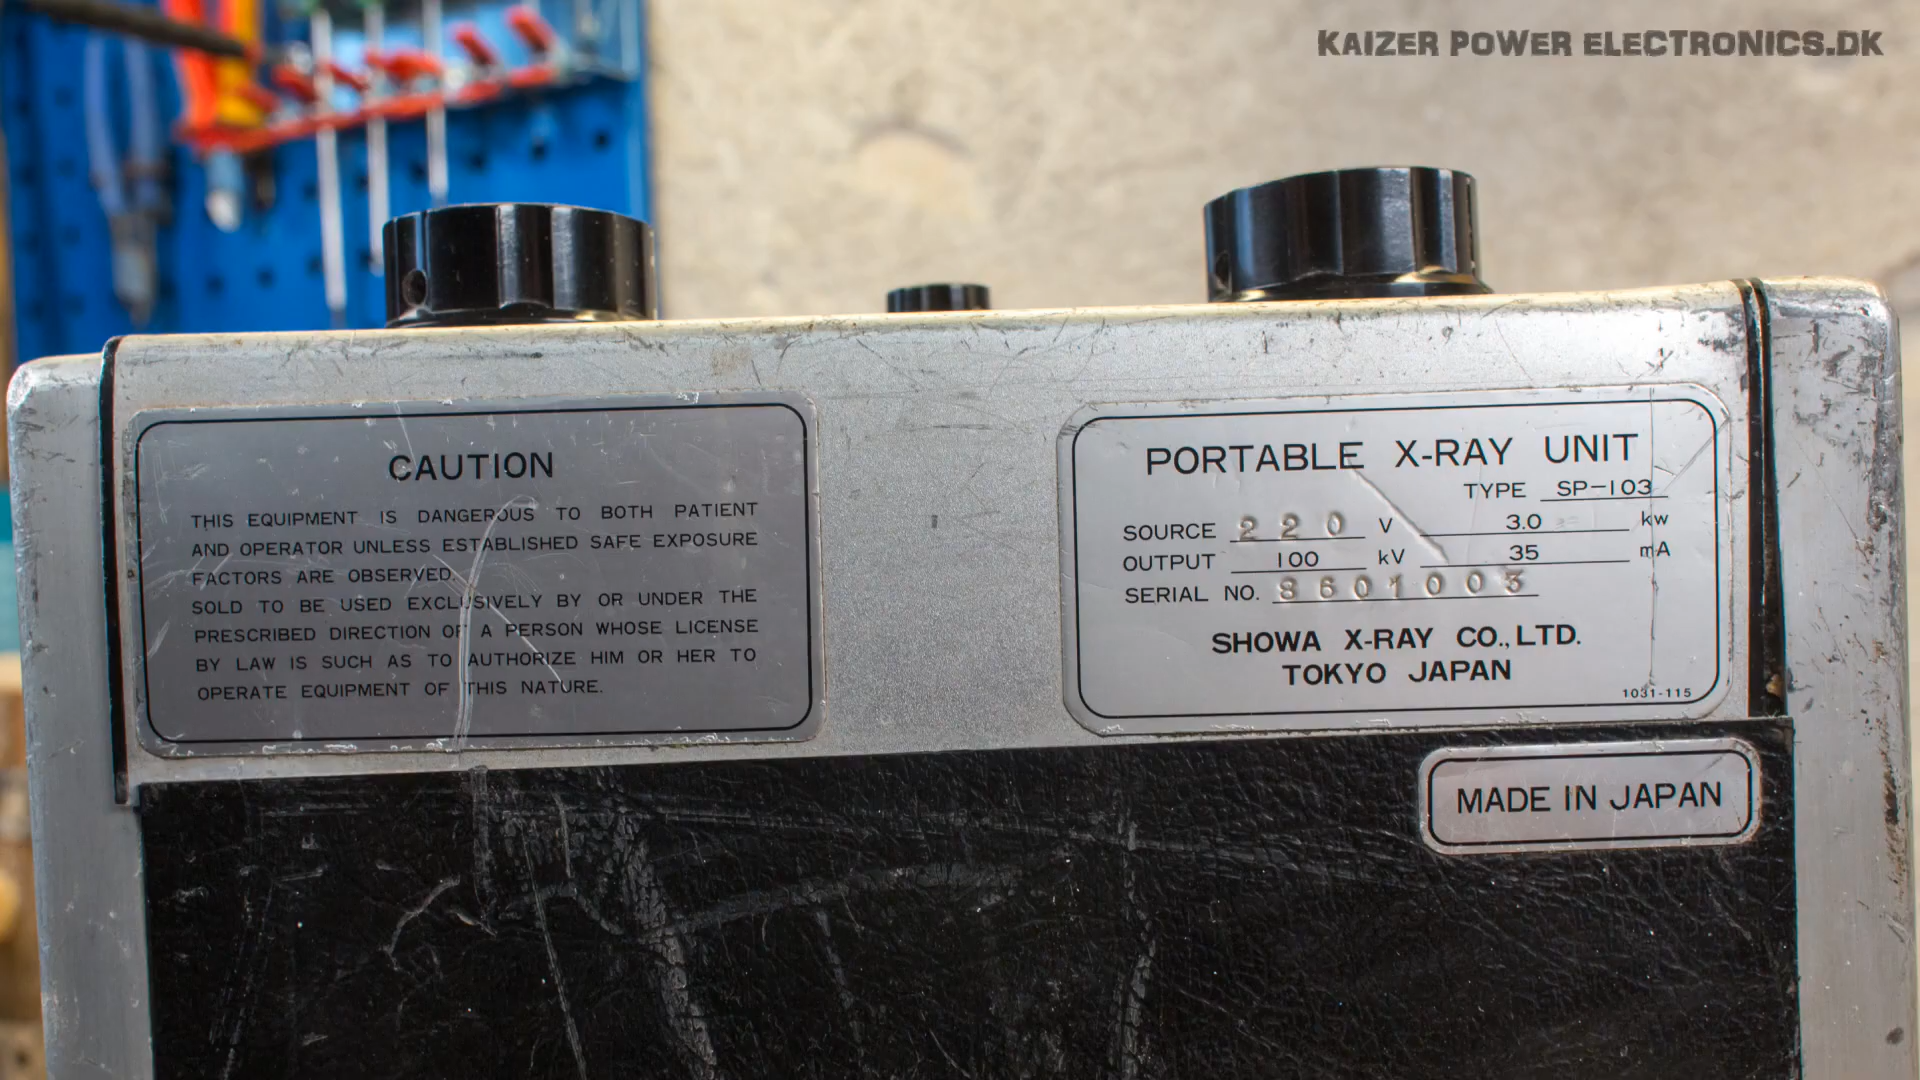 KAIZER POWER ELECTRONICS.DK
CAUTION
THIS EQUIPMENT IS DANGEROUS TO BOTH PATIENT
AND OPERATOR UNLESS ESTABLISHED SAFE EXPOSURE
FACTORS ARE OBSERVED.
SOLD TO BE USED EXCLUSIVELY BY OR UNDER THE
PRESCRIBED DIRECTION OF A PERSON WHOSE LICENSE
BY LAW IS SUCH AS TO AUTHORIZE HIM OR HER TO
OPERATE EQUIPMENT OF THIS NATURE.
PORTABLE X-RAY UNIT
TYPE SP-103
SOURCE 220 V 3.0 kw
OUTPUT 100 kV 35 mA
SERIAL NO. 8601003
SHOWA X-RAY CO., LTD.
TOKYO JAPAN
1031-115
MADE IN JAPAN